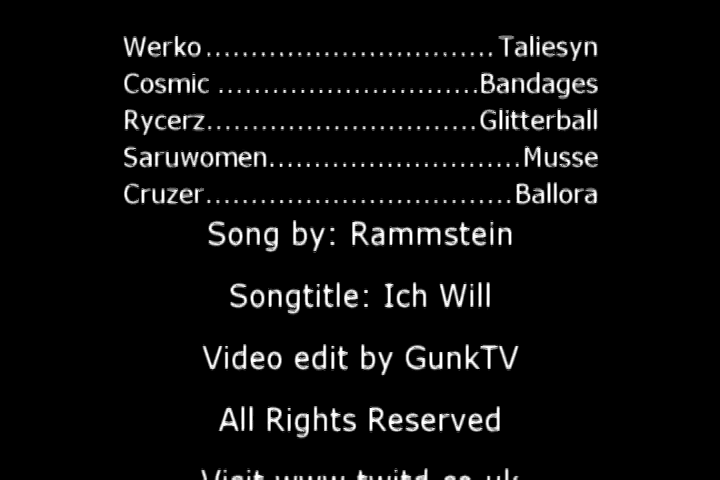 Werko................................Taliesyn
Cosmic .............................Bandages
Rycerz..............................Glitterball
Saruwomen............................Musse
Cruzer..................................Ballora
Song by: Rammstein
Songtitle: Ich Will
Video edit by GunkTV
All Rights Reserved
Visit